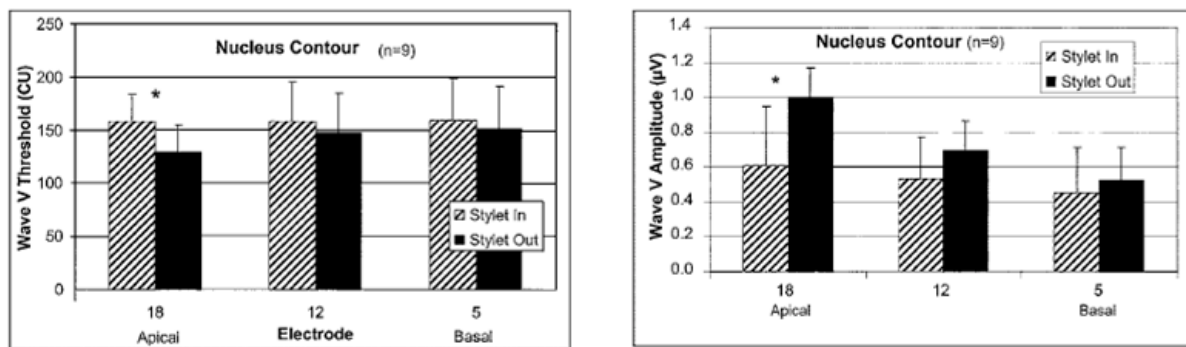 Nucleus Contour (n=9)
Wave V Threshold (CU)
250
200
150
100
50
0
*
Stylet In
Stylet Out
18 12 5
Apical Electrode Basal
Nucleus Contour (n=9)
Wave V Amplitude (µV)
1.4
1.2
1.0
0.8
0.6
0.4
0.2
0.0
*
Stylet In
Stylet Out
18 12 5
Apical Basal